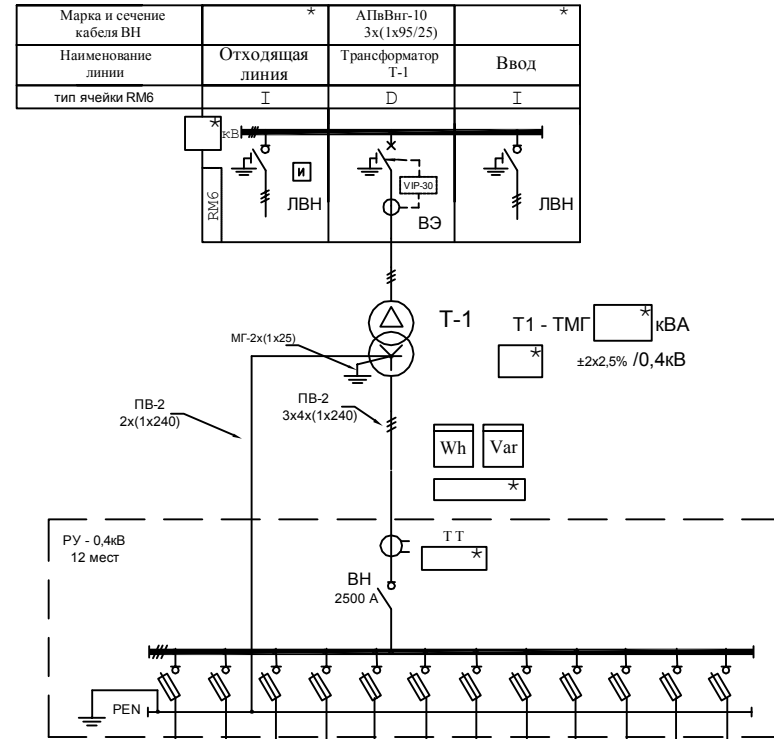 Марка и сечение
кабеля ВН
*
АПвВнг-10
3х(1х95/25)
*
Наименование
линии
Отходящая
линия
Трансформатор
Т-1
Ввод
тип ячейки RM6
I
D
I
*
кВ
RM6
И
ЛВН
VIP-30
ВЭ
ЛВН
МГ-2х(1х25)
Т-1
Т1 - ТМГ
*
кВА
*
±2х2,5% /0,4кВ
ПВ-2
2х(1х240)
ПВ-2
3х4х(1х240)
Wh
Var
*
РУ - 0,4кВ
12 мест
ТТ
*
ВН
2500 А
PEN